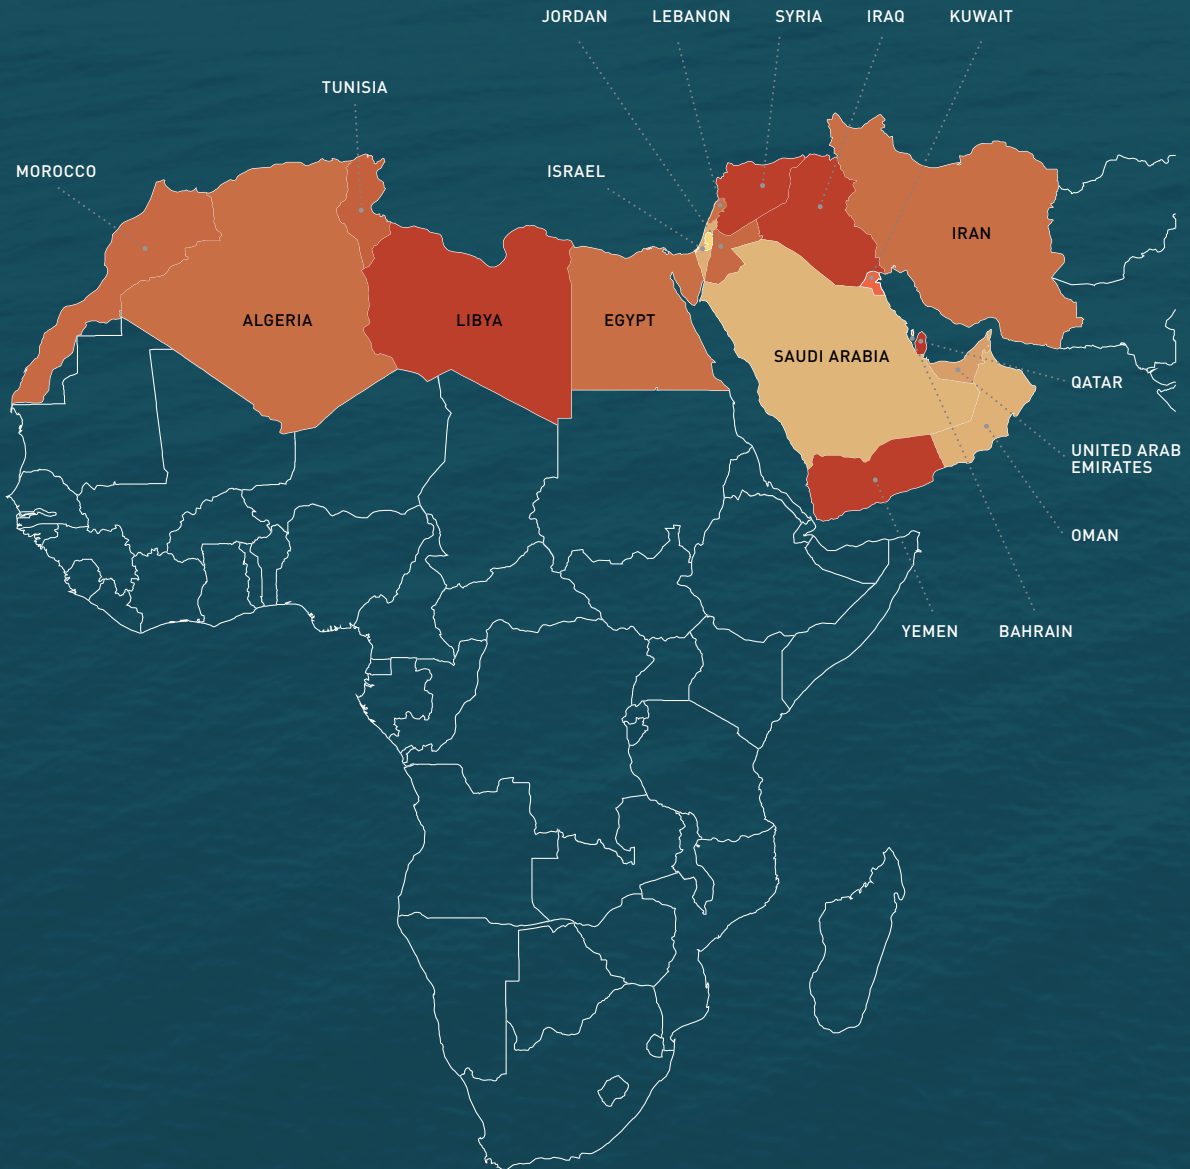 JORDAN
LEBANON
SYRIA
IRAQ
KUWAIT
TUNISIA
MOROCCO
ISRAEL
IRAN
ALGERIA
LIBYA
EGYPT
SAUDI ARABIA
QATAR
UNITED ARAB
EMIRATES
OMAN
YEMEN
BAHRAIN